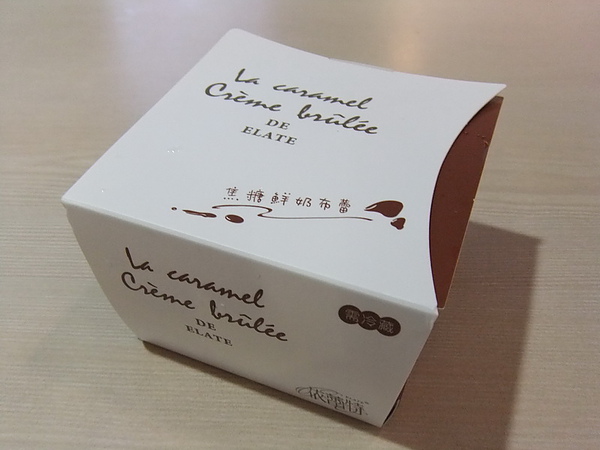 La caramel
Crème brûlée
DE
ELATE
焦糖鮮奶布蕾
La caramel
Crème brûlée
DE
ELATE
需冷藏